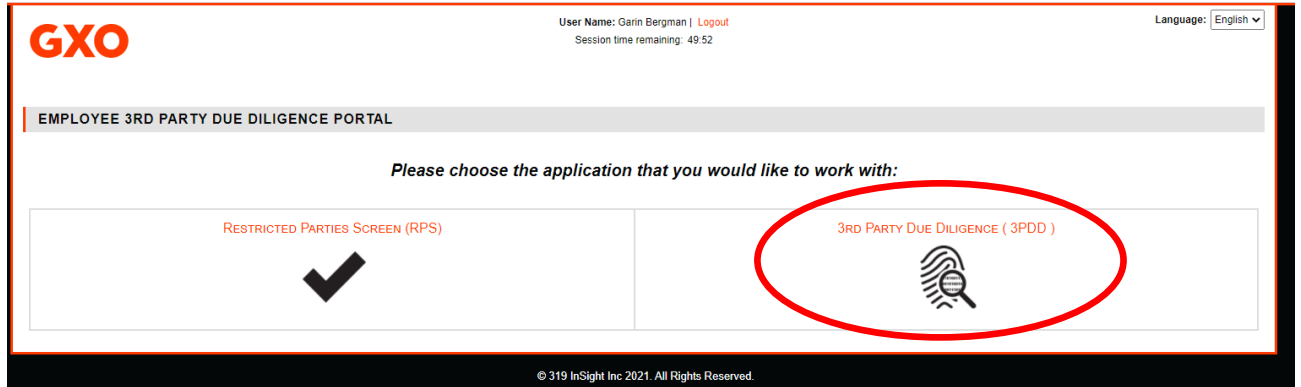 GXO
User Name: Garin Bergman | Logout
Session time remaining: 49:52
Language: English
EMPLOYEE 3RD PARTY DUE DILIGENCE PORTAL
Please choose the application that you would like to work with:
RESTRICTED PARTIES SCREEN (RPS)
3RD PARTY DUE DILIGENCE ( 3PDD )
© 319 InSight Inc 2021. All Rights Reserved.